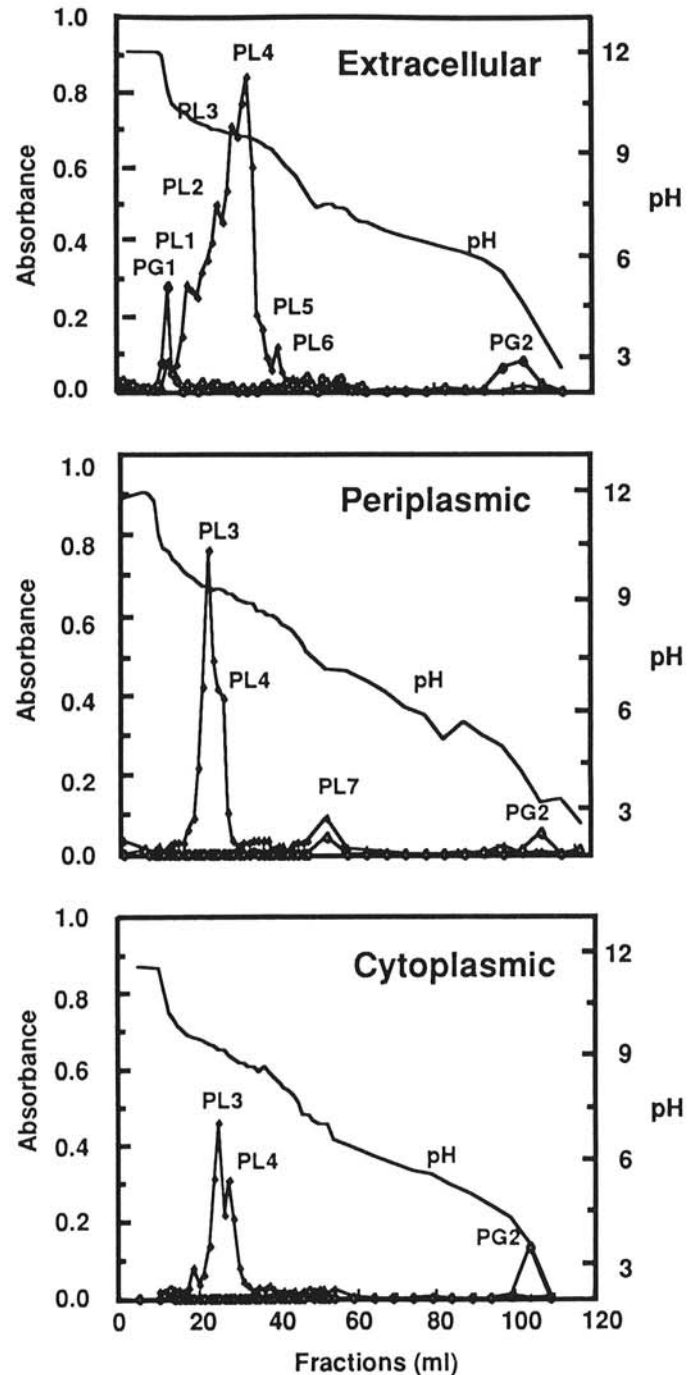 Extracellular
1.0
0.8
0.6
0.4
0.2
0.0
Absorbance
12
9
6
3
pH
PL4
PL3
PL2
PL1
PG1
PL5
PL6
pH
PG2
Periplasmic
1.0
0.8
0.6
0.4
0.2
0.0
Absorbance
12
9
6
3
pH
PL3
PL4
pH
PL7
PG2
Cytoplasmic
1.0
0.8
0.6
0.4
0.2
0.0
Absorbance
12
9
6
3
pH
PL3
PL4
pH
PG2
0 20 40 60 80 100 120
Fractions (ml)